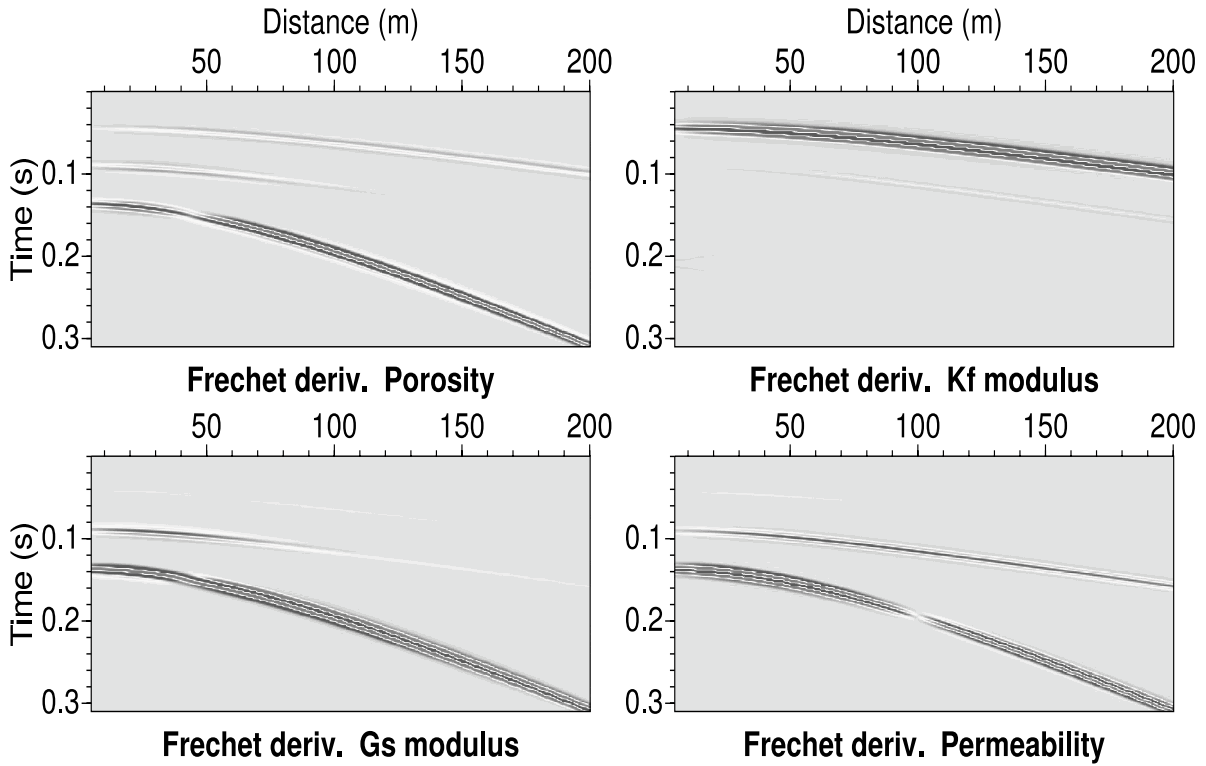 Distance (m) Distance (m)
50 100 150 200 50 100 150 200
Time (s)
0.1 0.1
0.2 0.2
0.3 0.3
Frechet deriv. Porosity Frechet deriv. Kf modulus
50 100 150 200 50 100 150 200
Time (s)
0.1 0.1
0.2 0.2
0.3 0.3
Frechet deriv. Gs modulus Frechet deriv. Permeability